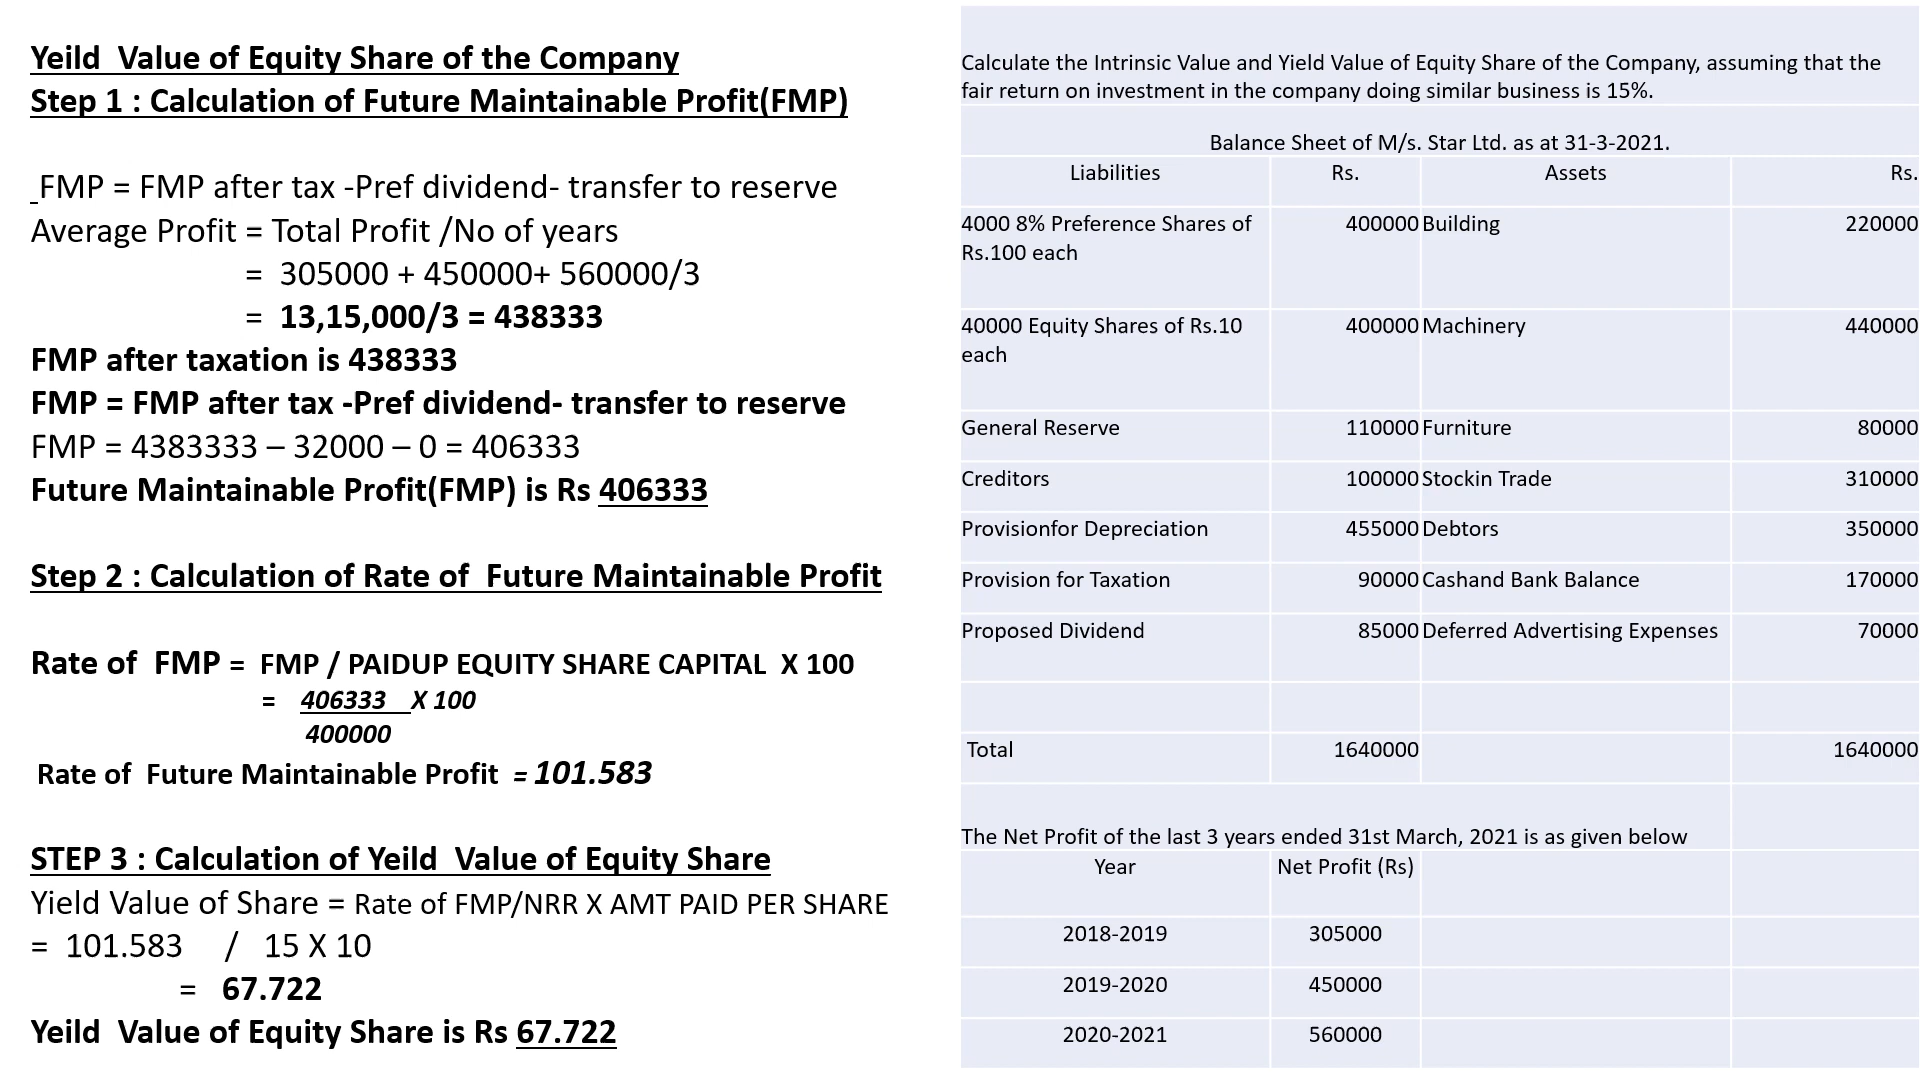 Yeild Value of Equity Share of the Company
Step 1 : Calculation of Future Maintainable Profit(FMP)
FMP = FMP after tax -Pref dividend- transfer to reserve
Average Profit = Total Profit /No of years
= 305000 + 450000+ 560000/3
= 13,15,000/3 = 438333
FMP after taxation is 438333
FMP = FMP after tax -Pref dividend- transfer to reserve
FMP = 4383333 – 32000 – 0 = 406333
Future Maintainable Profit(FMP) is Rs 406333
Step 2 : Calculation of Rate of Future Maintainable Profit
Rate of FMP = FMP / PAIDUP EQUITY SHARE CAPITAL X 100
= 406333 X 100
400000
Rate of Future Maintainable Profit = 101.583
STEP 3 : Calculation of Yeild Value of Equity Share
Yield Value of Share = Rate of FMP/NRR X AMT PAID PER SHARE
= 101.583 / 15 X 10
= 67.722
Yeild Value of Equity Share is Rs 67.722
Calculate the Intrinsic Value and Yield Value of Equity Share of the Company, assuming that the
fair return on investment in the company doing similar business is 15%.
Balance Sheet of M/s. Star Ltd. as at 31-3-2021.
Liabilities Rs. Assets Rs.
4000 8% Preference Shares of 400000 Building 220000
Rs.100 each
40000 Equity Shares of Rs.10 400000 Machinery 440000
each
General Reserve 110000 Furniture 80000
Creditors 100000 Stockin Trade 310000
Provisionfor Depreciation 455000 Debtors 350000
Provision for Taxation 90000 Cashand Bank Balance 170000
Proposed Dividend 85000 Deferred Advertising Expenses 70000
Total 1640000 1640000
The Net Profit of the last 3 years ended 31st March, 2021 is as given below
Year Net Profit (Rs)
2018-2019 305000
2019-2020 450000
2020-2021 560000